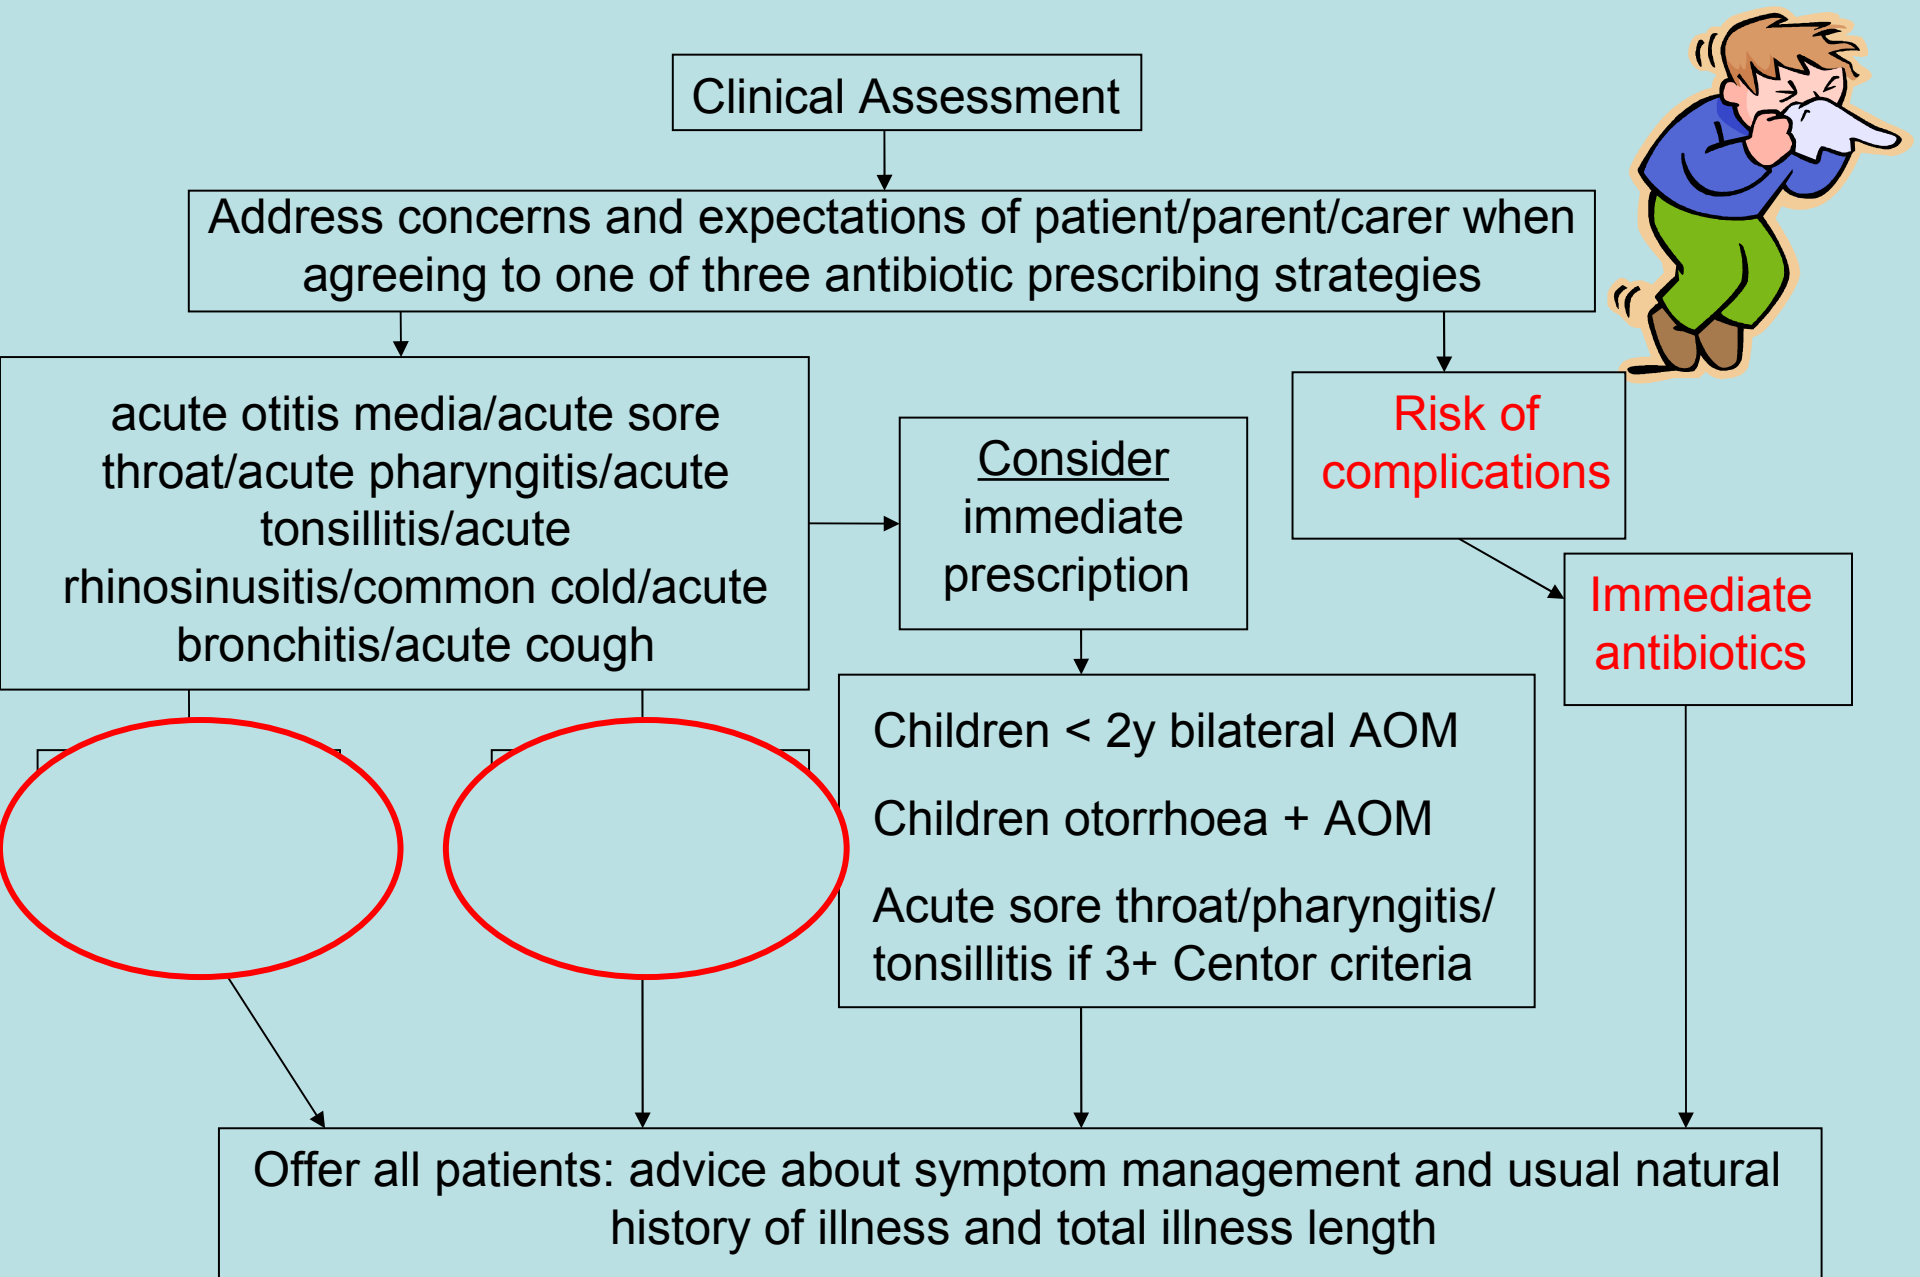 Clinical Assessment
Address concerns and expectations of patient/parent/carer when
agreeing to one of three antibiotic prescribing strategies
acute otitis media/acute sore
throat/acute pharyngitis/acute
tonsillitis/acute
rhinosinusitis/common cold/acute
bronchitis/acute cough
Consider
immediate
prescription
Risk of
complications
Immediate
antibiotics
Children < 2y bilateral AOM
Children otorrhoea + AOM
Acute sore throat/pharyngitis/
tonsillitis if 3+ Centor criteria
Offer all patients: advice about symptom management and usual natural
history of illness and total illness length